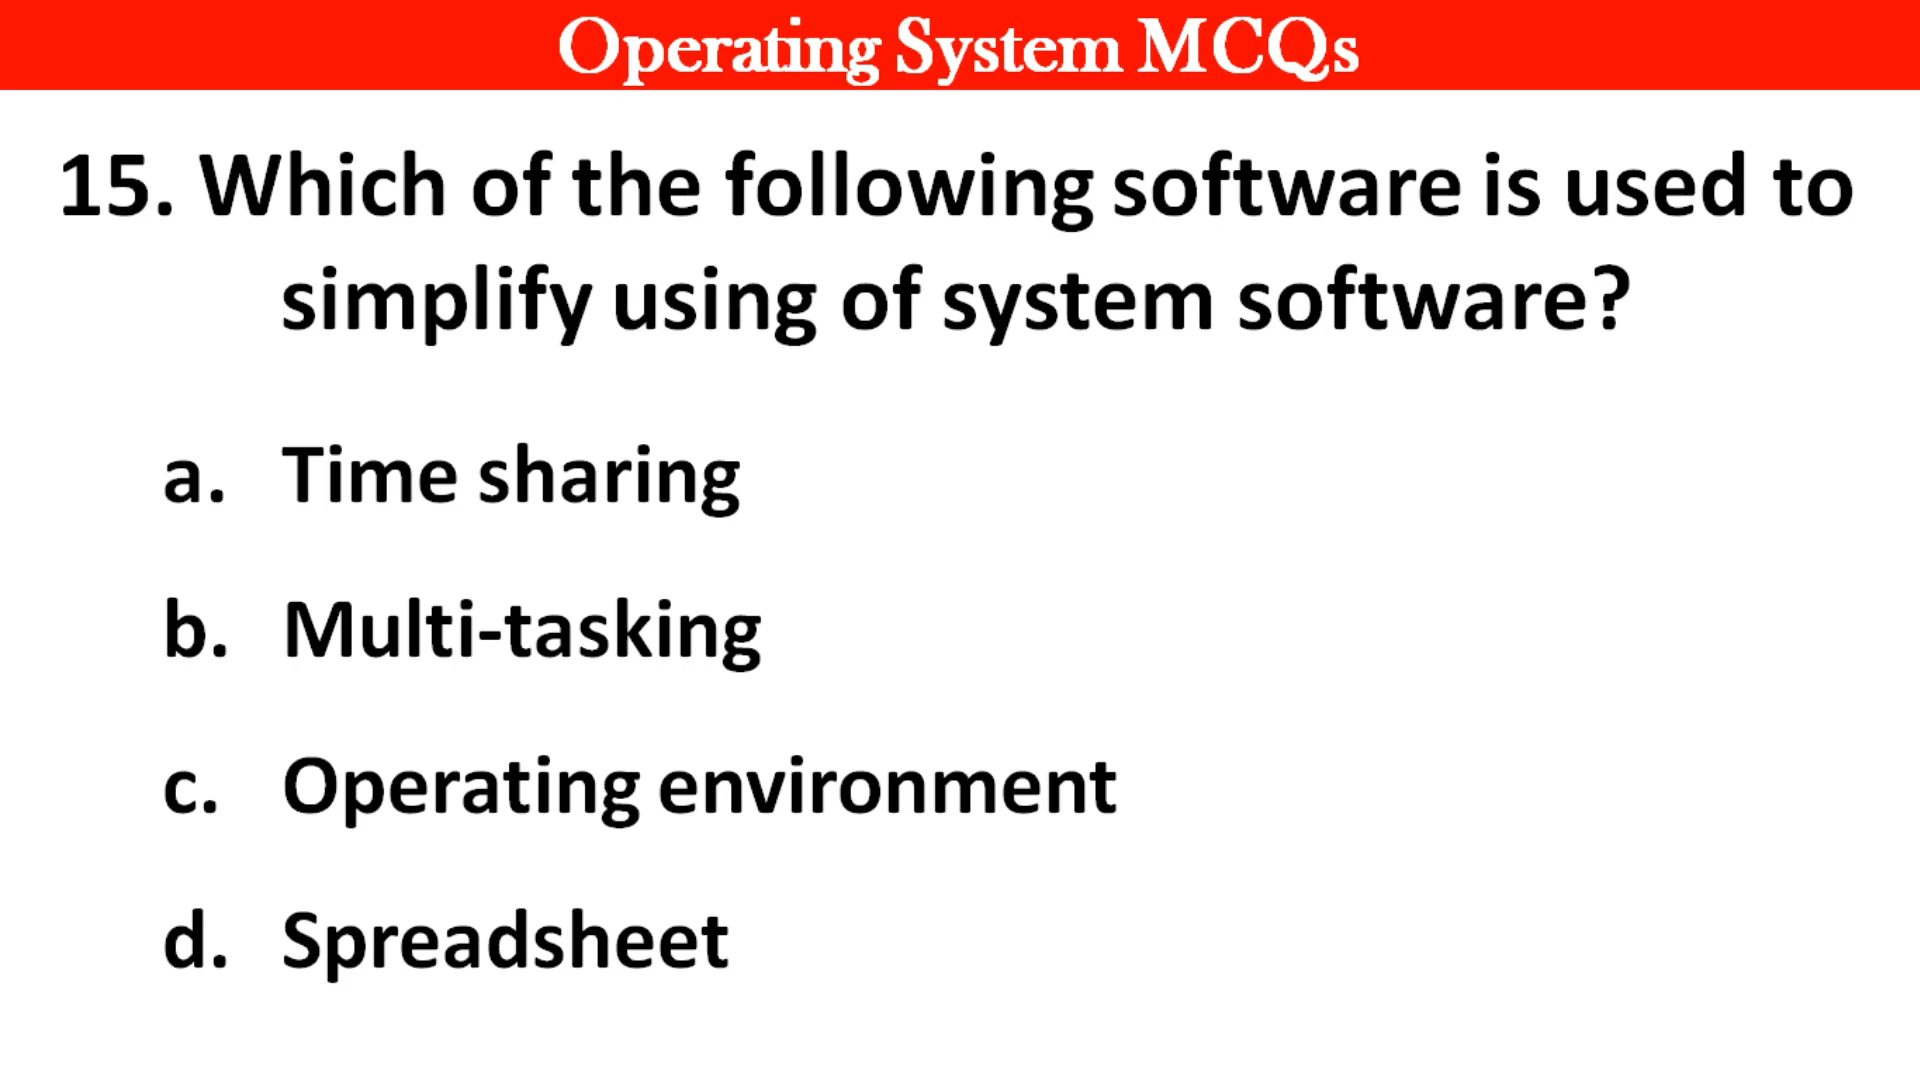 Operating System MCQs
15. Which of the following software is used to
simplify using of system software?
a. Time sharing
b. Multi-tasking
c. Operating environment
d. Spreadsheet